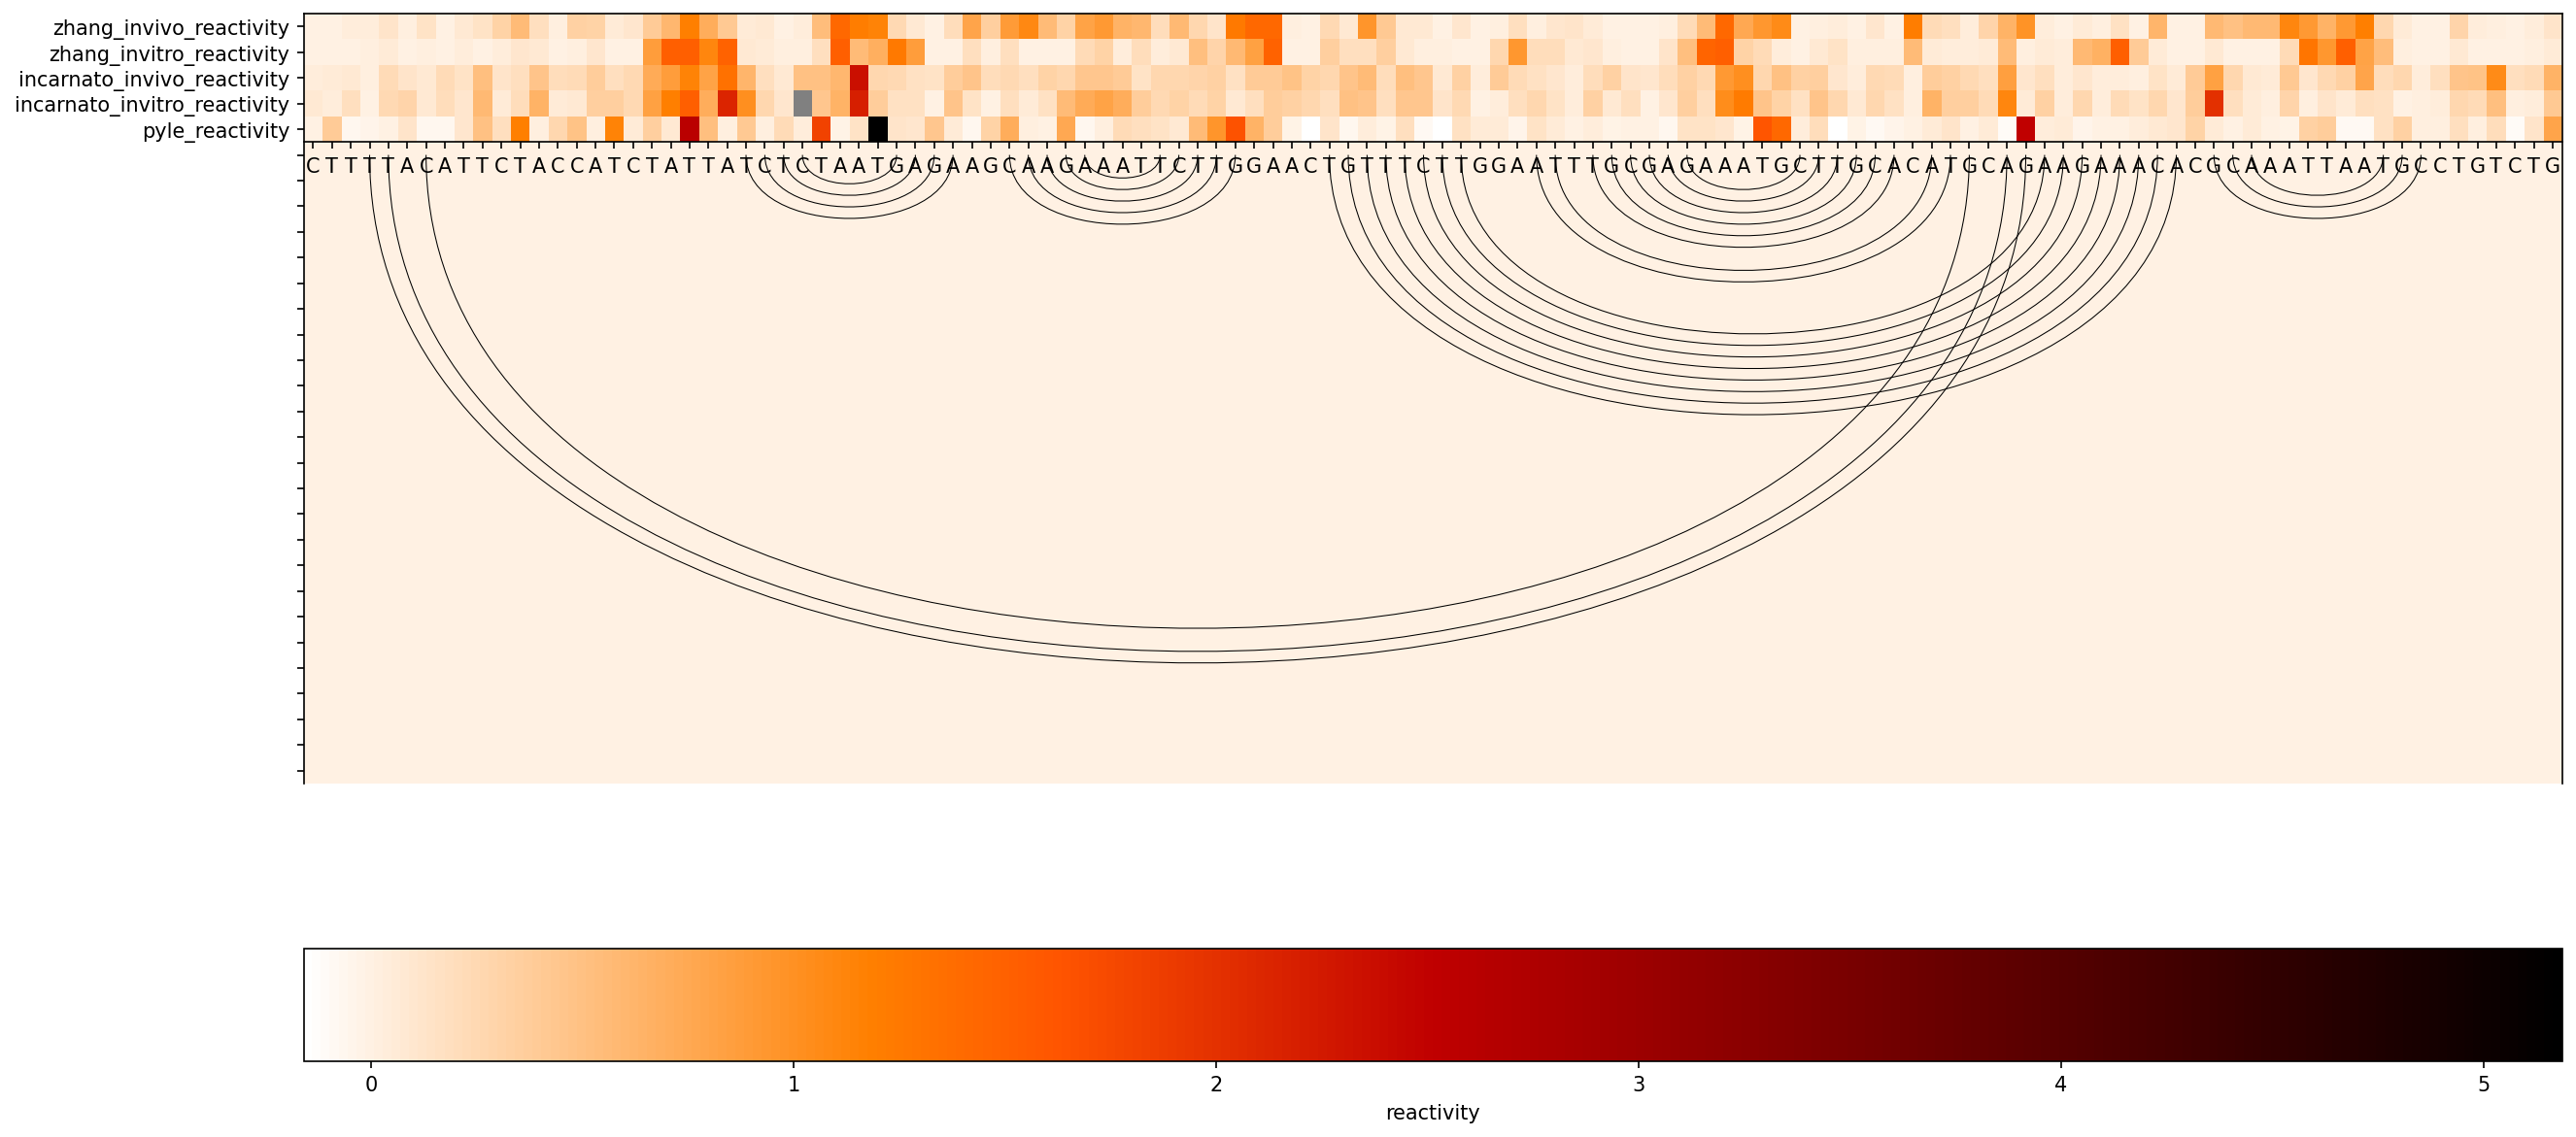 zhang_invivo_reactivity
zhang_invitro_reactivity
incarnato_invivo_reactivity
incarnato_invitro_reactivity
pyle_reactivity
CTTTTACATTCTACCATCTATTATCTCTAATGAGAAGCAAGAAATTCTTGGAACTGTTTCTTGGAATTTGCGAGAAATGCTTGCACATGCAGAAGAAACACGCAAATTAATGCCTGTCTG
0 1 2 3 4 5
reactivity